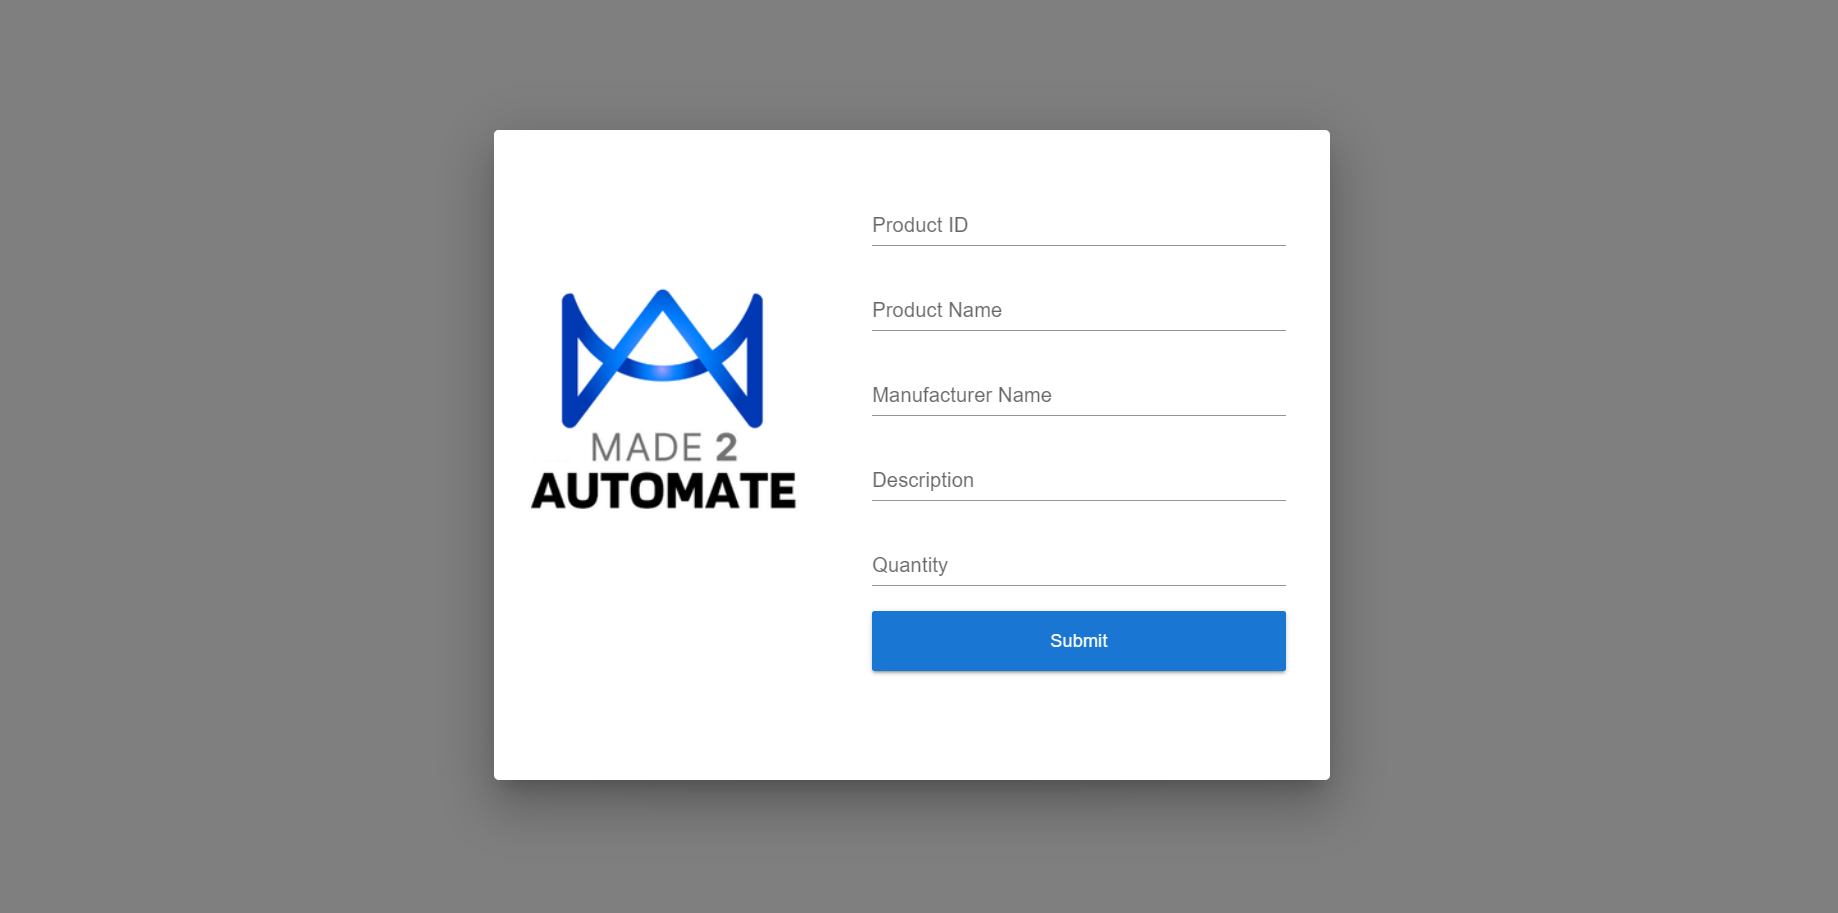 MADE 2
AUTOMATE
Product ID
Product Name
Manufacturer Name
Description
Quantity
Submit